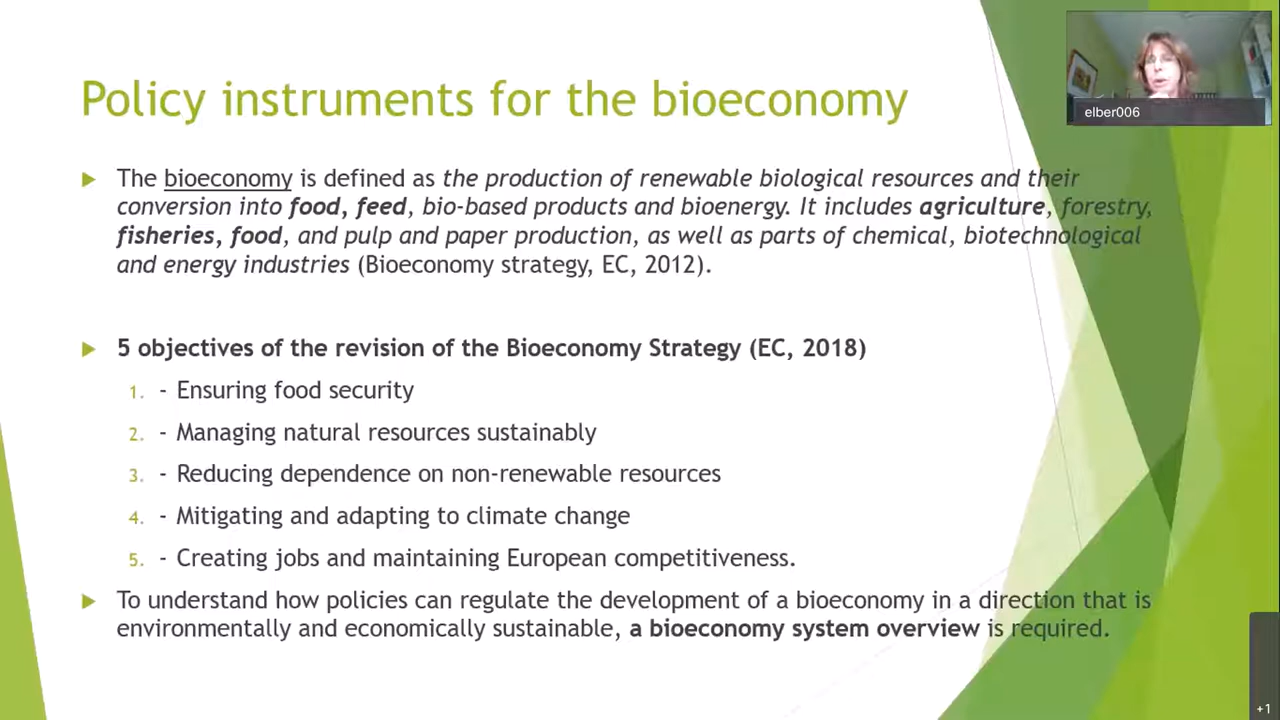 Policy instruments for the bioeconomy
elber006
The bioeconomy is defined as the production of renewable biological resources and their
conversion into food, feed, bio-based products and bioenergy. It includes agriculture, forestry,
fisheries, food, and pulp and paper production, as well as parts of chemical, biotechnological
and energy industries (Bioeconomy strategy, EC, 2012).
5 objectives of the revision of the Bioeconomy Strategy (EC, 2018)
1. - Ensuring food security
2. - Managing natural resources sustainably
3. - Reducing dependence on non-renewable resources
4. - Mitigating and adapting to climate change
5. - Creating jobs and maintaining European competitiveness.
To understand how policies can regulate the development of a bioeconomy in a direction that is
environmentally and economically sustainable, a bioeconomy system overview is required.
+1